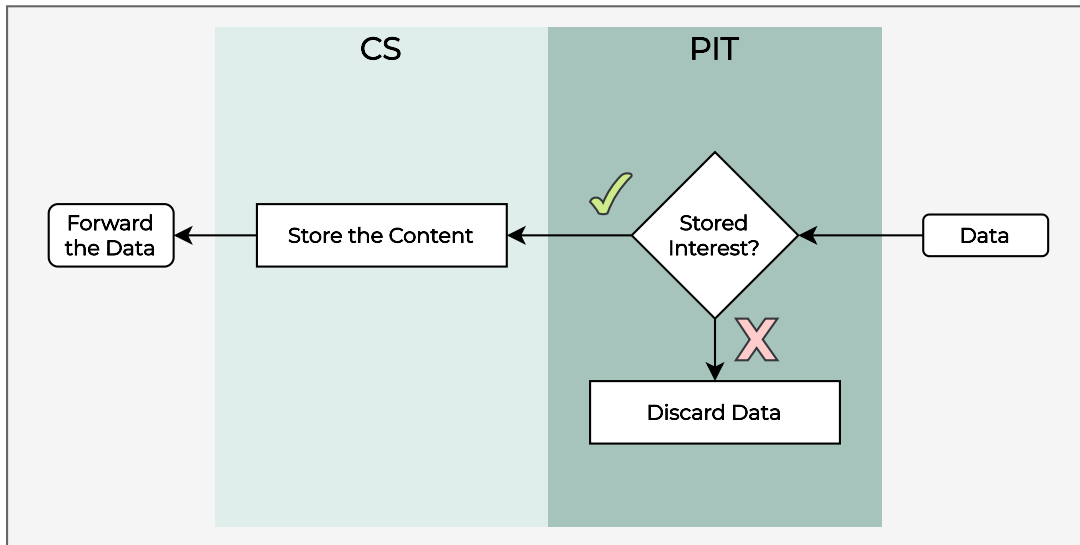 CS
PIT
Forward
the Data
Store the Content
Stored
Interest?
Data
Discard Data